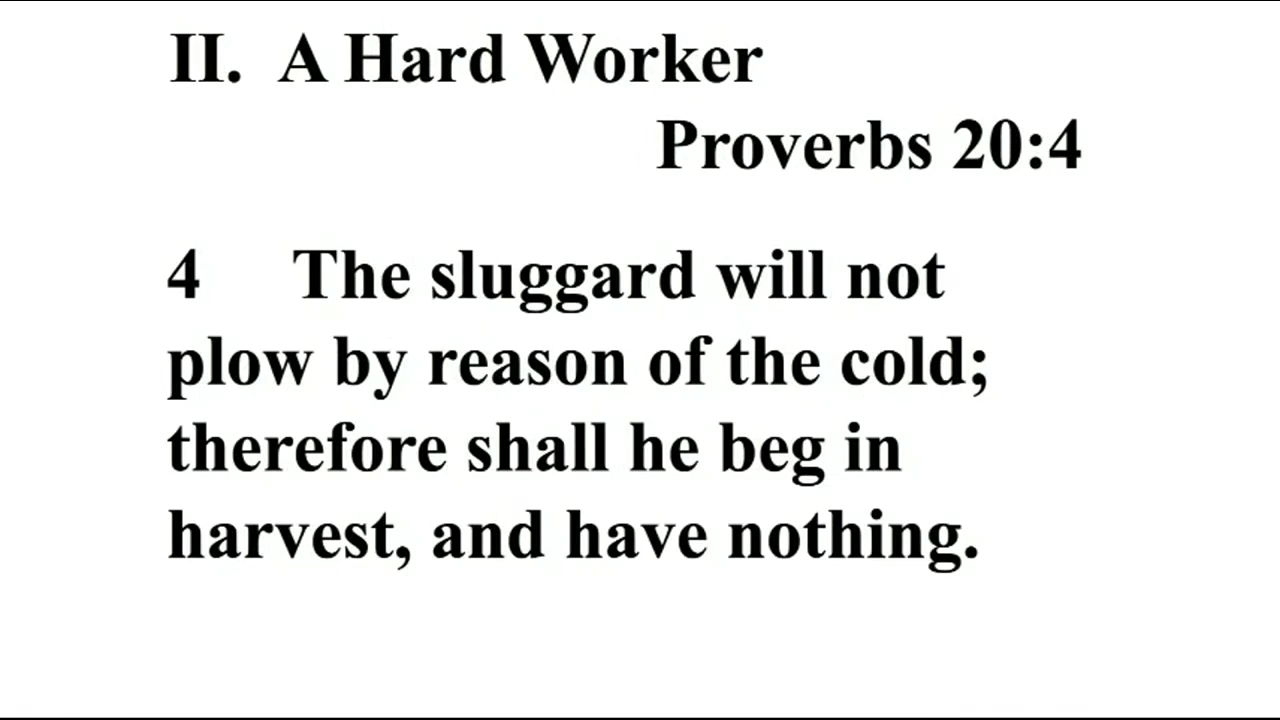 II. A Hard Worker
Proverbs 20:4
4 The sluggard will not
plow by reason of the cold;
therefore shall he beg in
harvest, and have nothing.